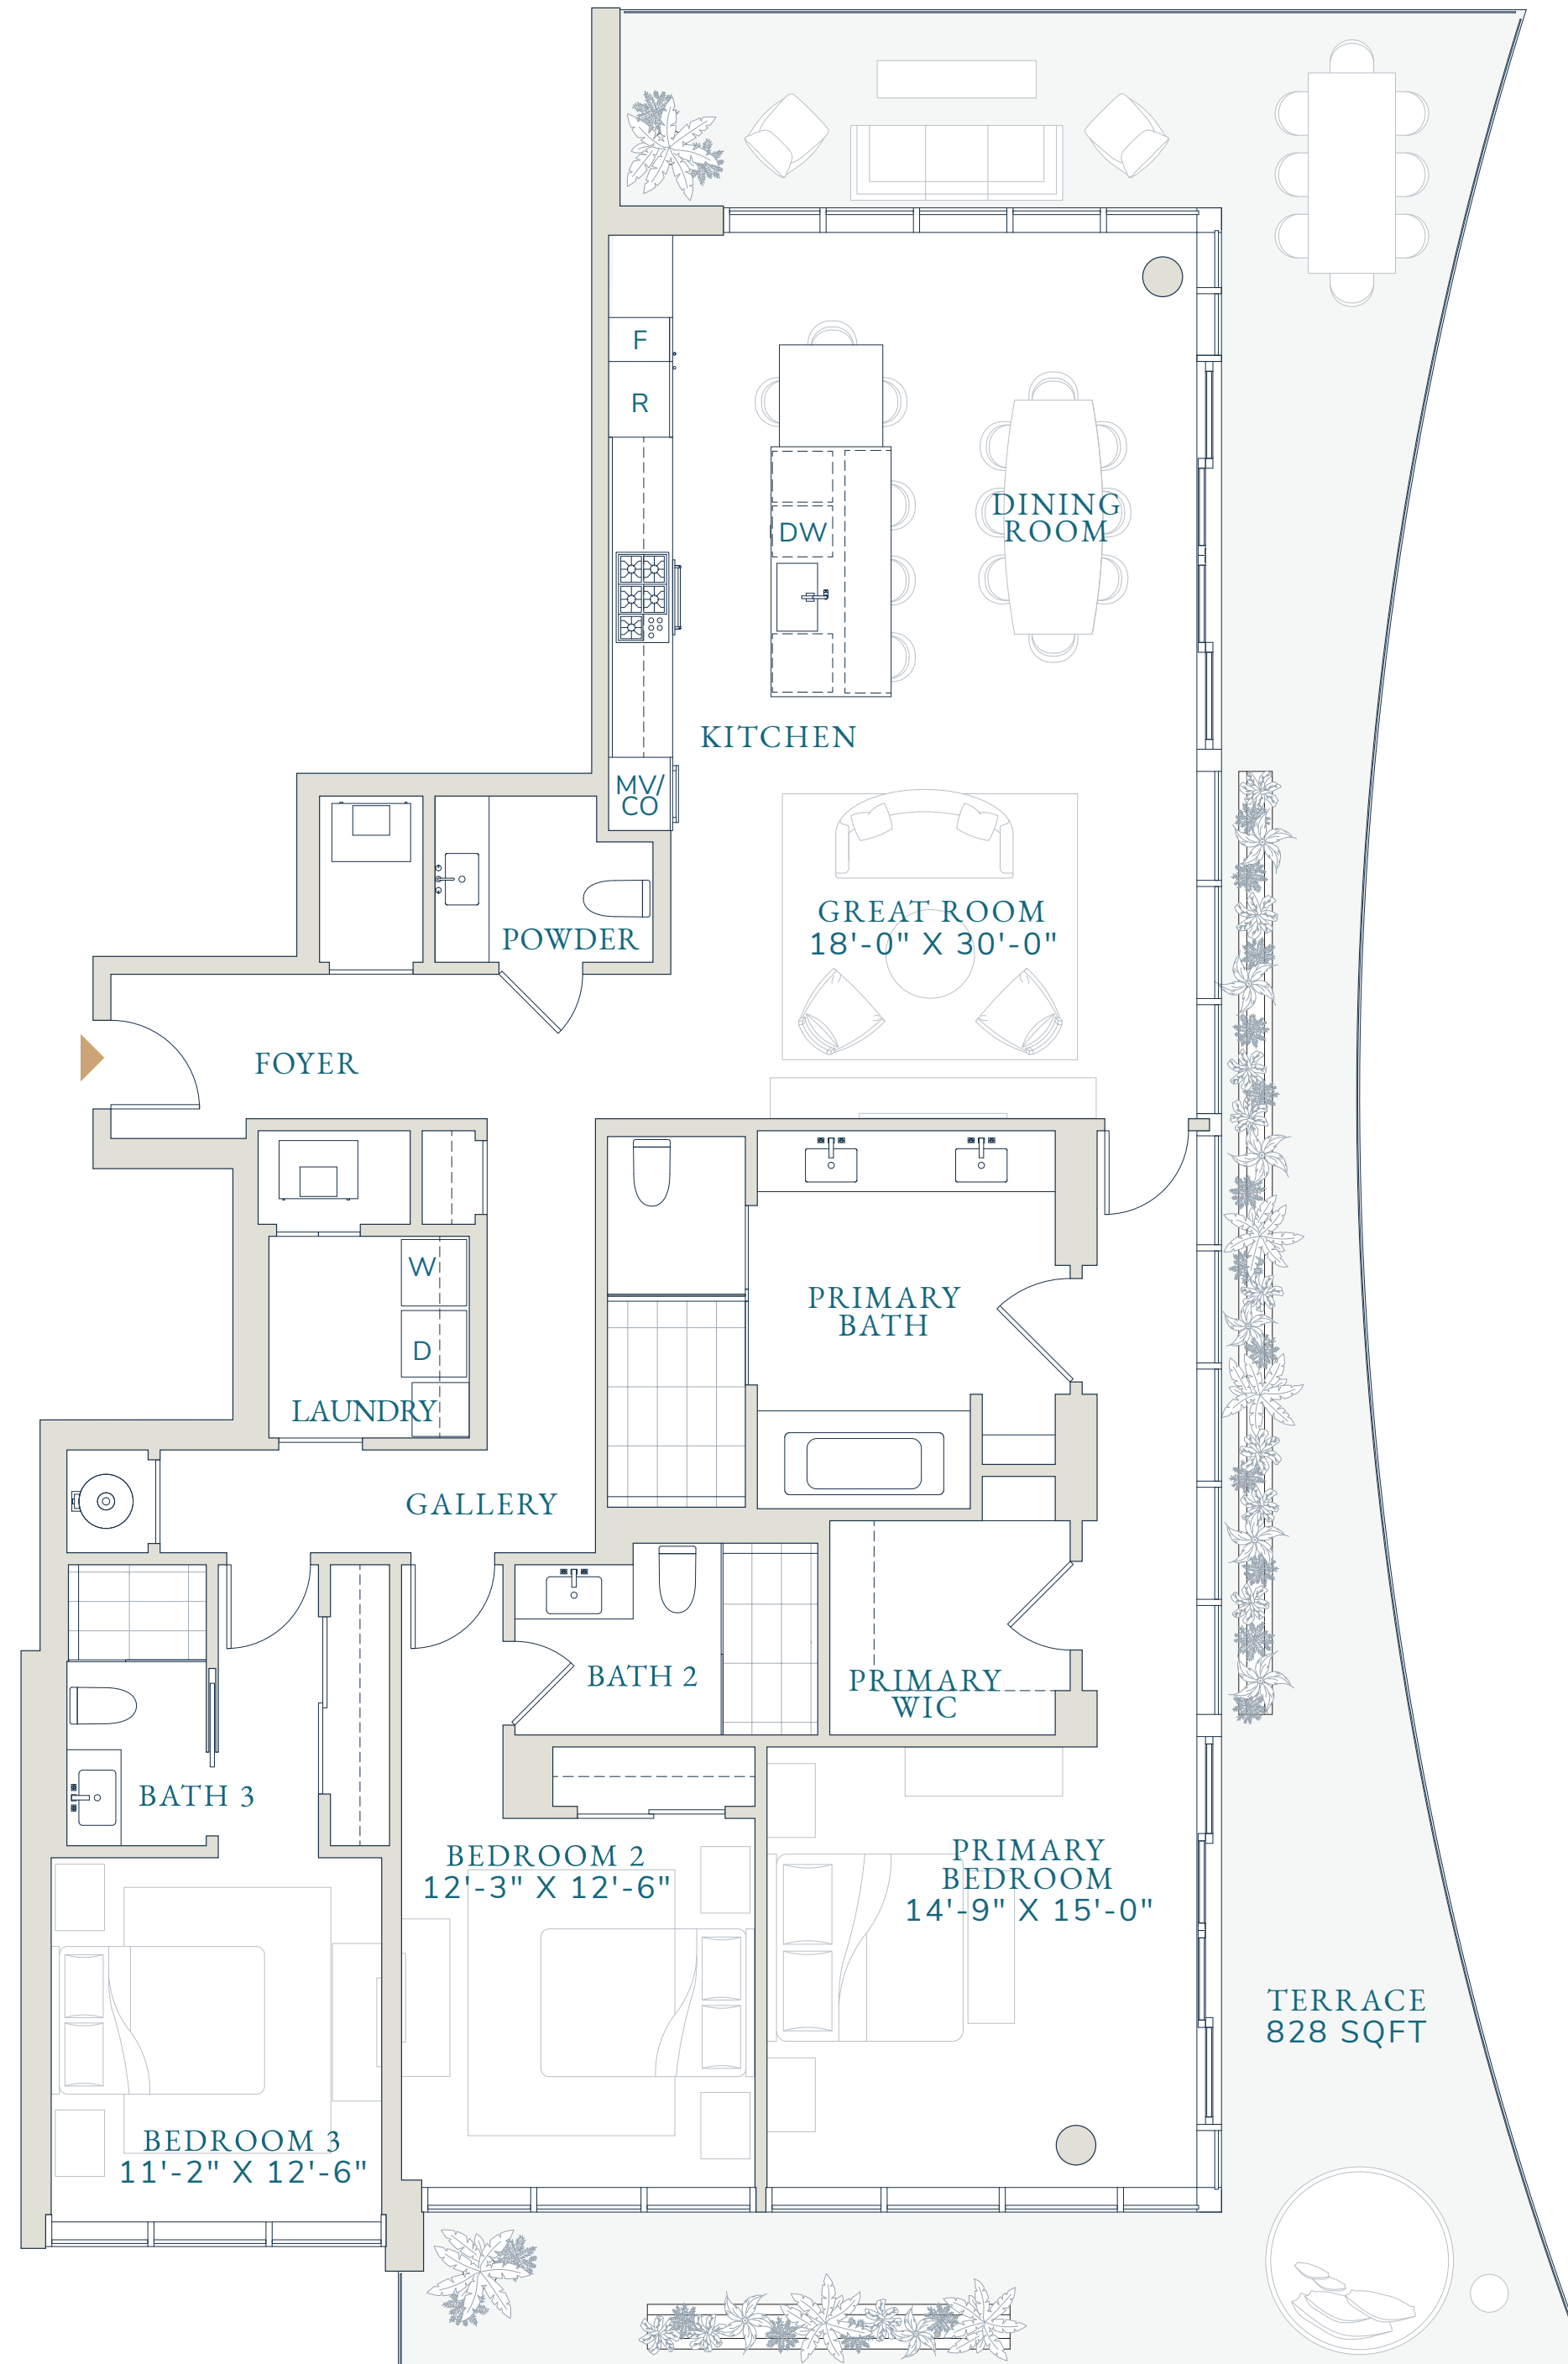 F
R
DINING
ROOM
DW
KITCHEN
MV/
CO
GREAT ROOM
18'-0" X 30'-0"
POWDER
FOYER
W
PRIMARY
BATH
D
LAUNDRY
GALLERY
BATH 2
PRIMARY
WIC
BATH 3
BEDROOM 2
12'-3" X 12'-6"
PRIMARY
BEDROOM
14'-9" X 15'-0"
TERRACE
828 SQFT
BEDROOM 3
11'-2" X 12'-6"